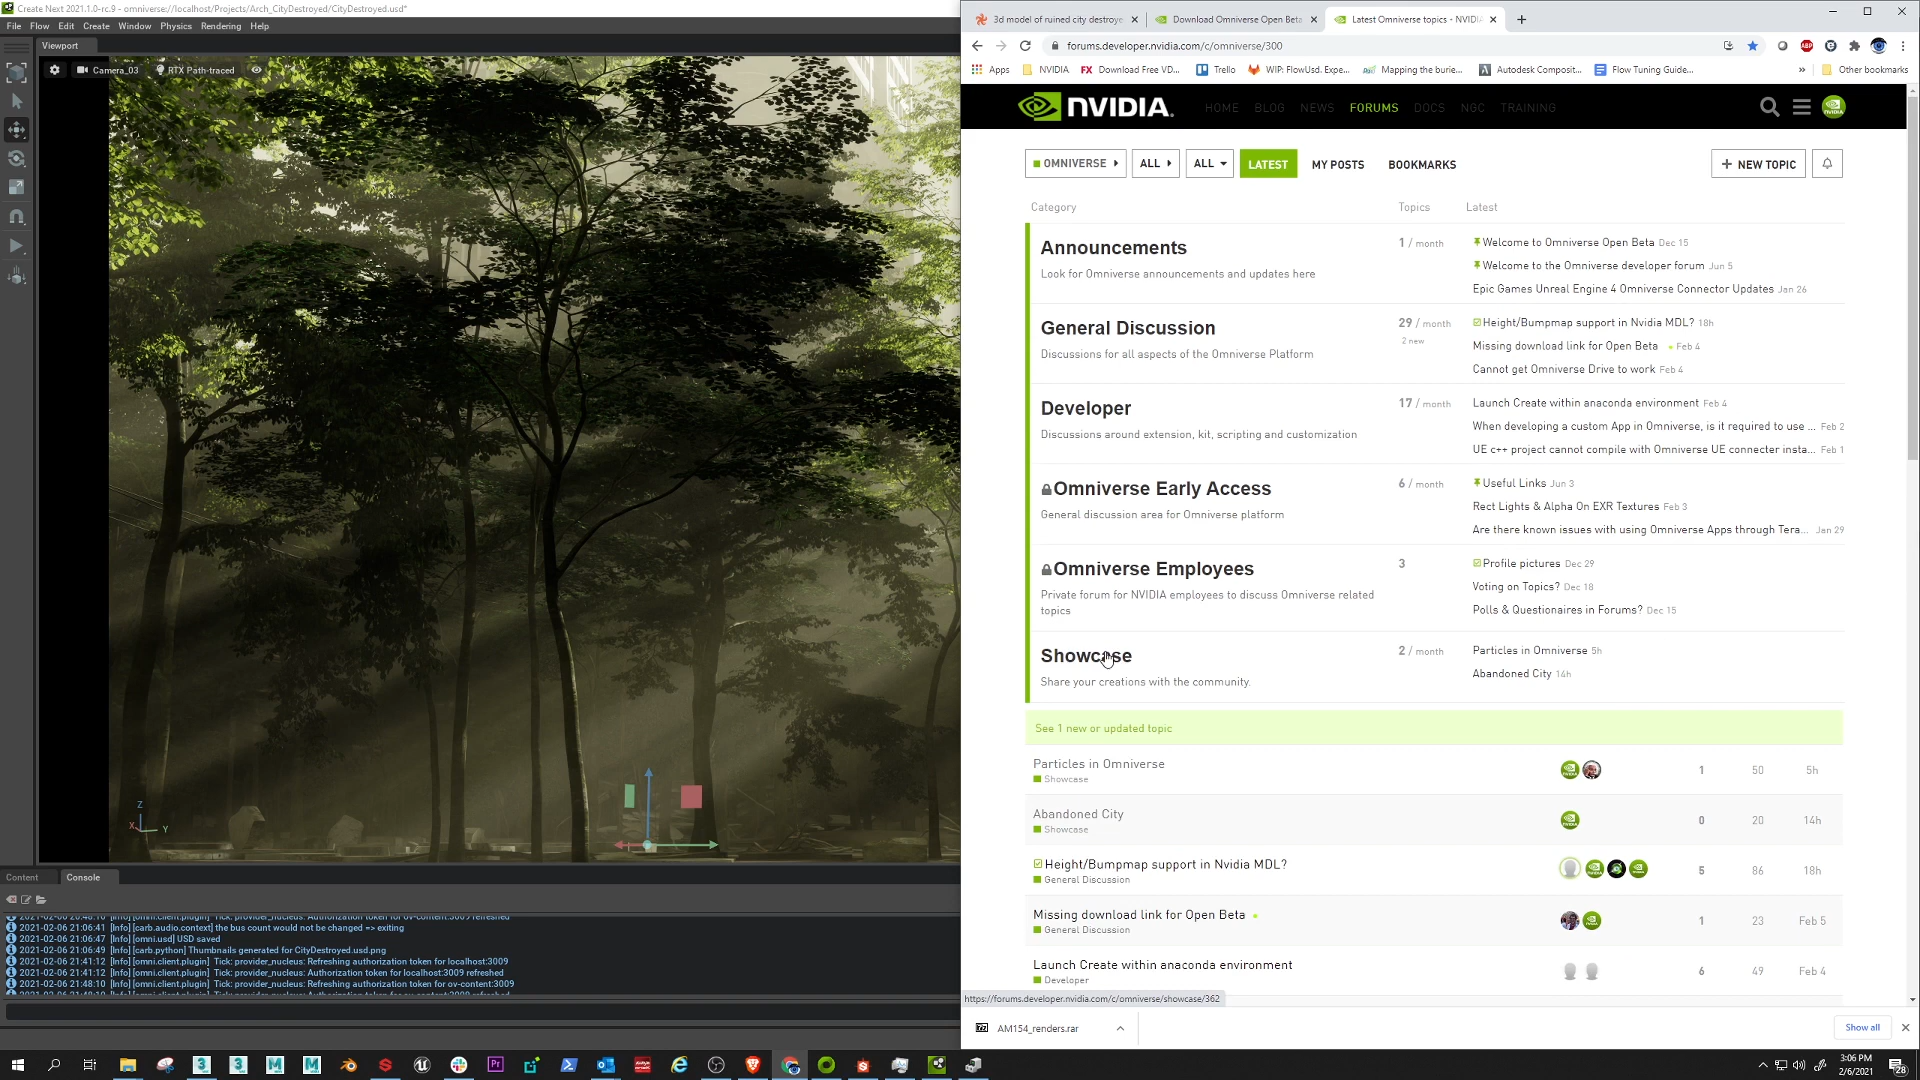 Create Next 2021.1.0-rc.9 - omniverse://localhost/Projects/Arch_CityDestroyed/CityDestroyed.usd*
File Flow Edit Create Window Physics Rendering Help
Viewport
Camera_03 RTX Path-traced
Z
X Y
Content Console
2021-02-06 21:06:41 [Info] [carb.audio.context] the bus count would not be changed => exiting
2021-02-06 21:06:47 [Info] [omni.usd] USD saved
2021-02-06 21:06:49 [Info] [carb.python] Thumbnails generated for CityDestroyed.usd.png
2021-02-06 21:41:12 [Info] [omni.client.plugin] Tick: provider_nucleus: Refreshing authorization token for localhost:3009
2021-02-06 21:41:12 [Info] [omni.client.plugin] Tick: provider_nucleus: Authorization token for localhost:3009 refreshed
2021-02-06 21:48:10 [Info] [omni.client.plugin] Tick: provider_nucleus: Refreshing authorization token for ov-content:3009
3d model of ruined city destroye
Download Omniverse Open Beta
Latest Omniverse topics - NVIDI
forums.developer.nvidia.com/c/omniverse/300
ABP
Apps NVIDIA FX Download Free VD... Trello WIP: FlowUsd. Expe... Mapping the burie... Autodesk Composit... Flow Tuning Guide... » Other bookmarks
NVIDIA. HOME BLOG NEWS FORUMS DOCS NGC TRAINING
OMNIVERSE ALL ALL LATEST MY POSTS BOOKMARKS + NEW TOPIC
Category Topics Latest
Announcements
Look for Omniverse announcements and updates here
1 / month
Welcome to Omniverse Open Beta Dec 15
Welcome to the Omniverse developer forum Jun 5
Epic Games Unreal Engine 4 Omniverse Connector Updates Jan 26
General Discussion
Discussions for all aspects of the Omniverse Platform
29 / month
2 new
Height/Bumpmap support in Nvidia MDL? 18h
Missing download link for Open Beta Feb 4
Cannot get Omniverse Drive to work Feb 4
Developer
Discussions around extension, kit, scripting and customization
17 / month
Launch Create within anaconda environment Feb 4
When developing a custom App in Omniverse, is it required to use ... Feb 2
UE c++ project cannot compile with Omniverse UE connecter insta... Feb 1
Omniverse Early Access
General discussion area for Omniverse platform
6 / month
Useful Links Jun 3
Rect Lights & Alpha On EXR Textures Feb 3
Are there known issues with using Omniverse Apps through Tera... Jan 29
Omniverse Employees
Private forum for NVIDIA employees to discuss Omniverse related
topics
3
Profile pictures Dec 29
Voting on Topics? Dec 18
Polls & Questionaires in Forums? Dec 15
Showcase
Share your creations with the community.
2 / month
Particles in Omniverse 5h
Abandoned City 14h
See 1 new or updated topic
Particles in Omniverse 1 50 5h
Showcase
Abandoned City 0 20 14h
Showcase
Height/Bumpmap support in Nvidia MDL? 5 86 18h
General Discussion
Missing download link for Open Beta 1 23 Feb 5
General Discussion
Launch Create within anaconda environment 6 49 Feb 4
Developer
https://forums.developer.nvidia.com/c/omniverse/showcase/362
AM154_renders.rar
Show all
3:06 PM
2/6/2021
28